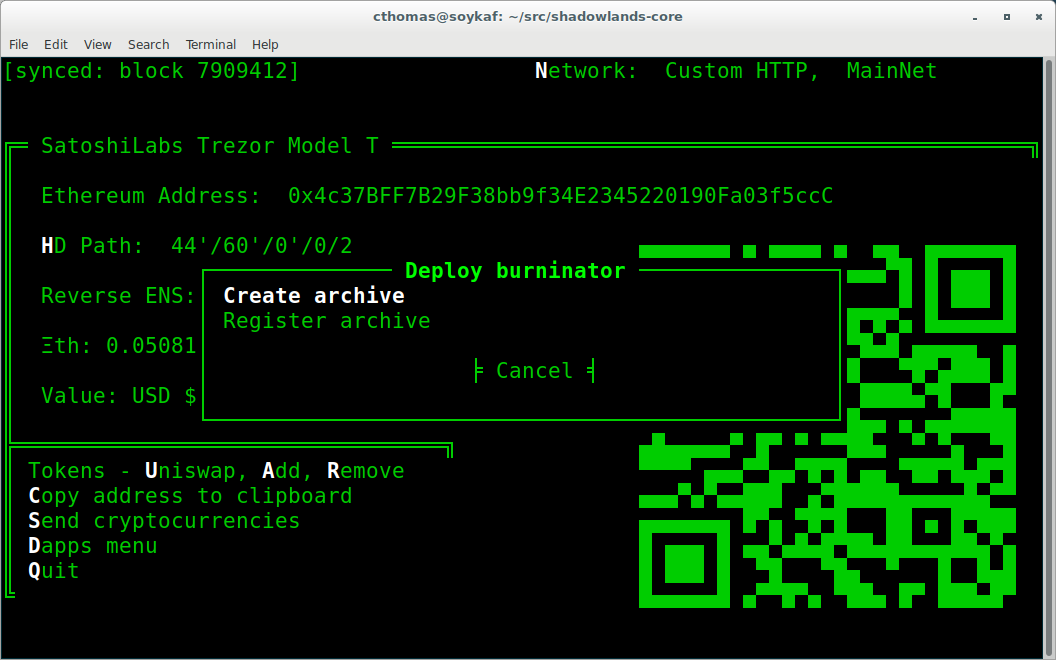 cthomas@soykaf: ~/src/shadowlands-core
File Edit View Search Terminal Help
[synced: block 7909412] Network: Custom HTTP, MainNet
SatoshiLabs Trezor Model T
Ethereum Address: 0x4c37BFF7B29F38bb9f34E2345220190Fa03f5ccC
HD Path: 44'/60'/0'/0/2
Deploy burninator
Reverse ENS:
Create archive
Register archive
Ξth: 0.05081
Cancel
Value: USD $
Tokens - Uniswap, Add, Remove
Copy address to clipboard
Send cryptocurrencies
Dapps menu
Quit